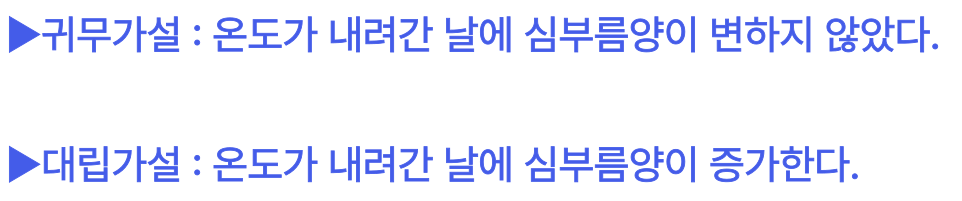 ▶귀무가설 : 온도가 내려간 날에 심부름양이 변하지 않았다.
▶대립가설 : 온도가 내려간 날에 심부름양이 증가한다.